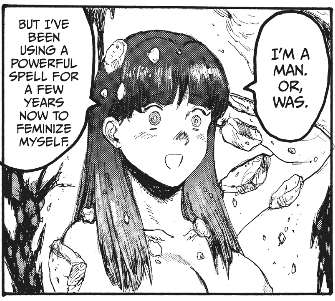 I'M A
MAN.
OR,
WAS.
BUT I'VE
BEEN
USING A
POWERFUL
SPELL FOR
A FEW
YEARS
NOW TO
FEMINIZE
MYSELF.